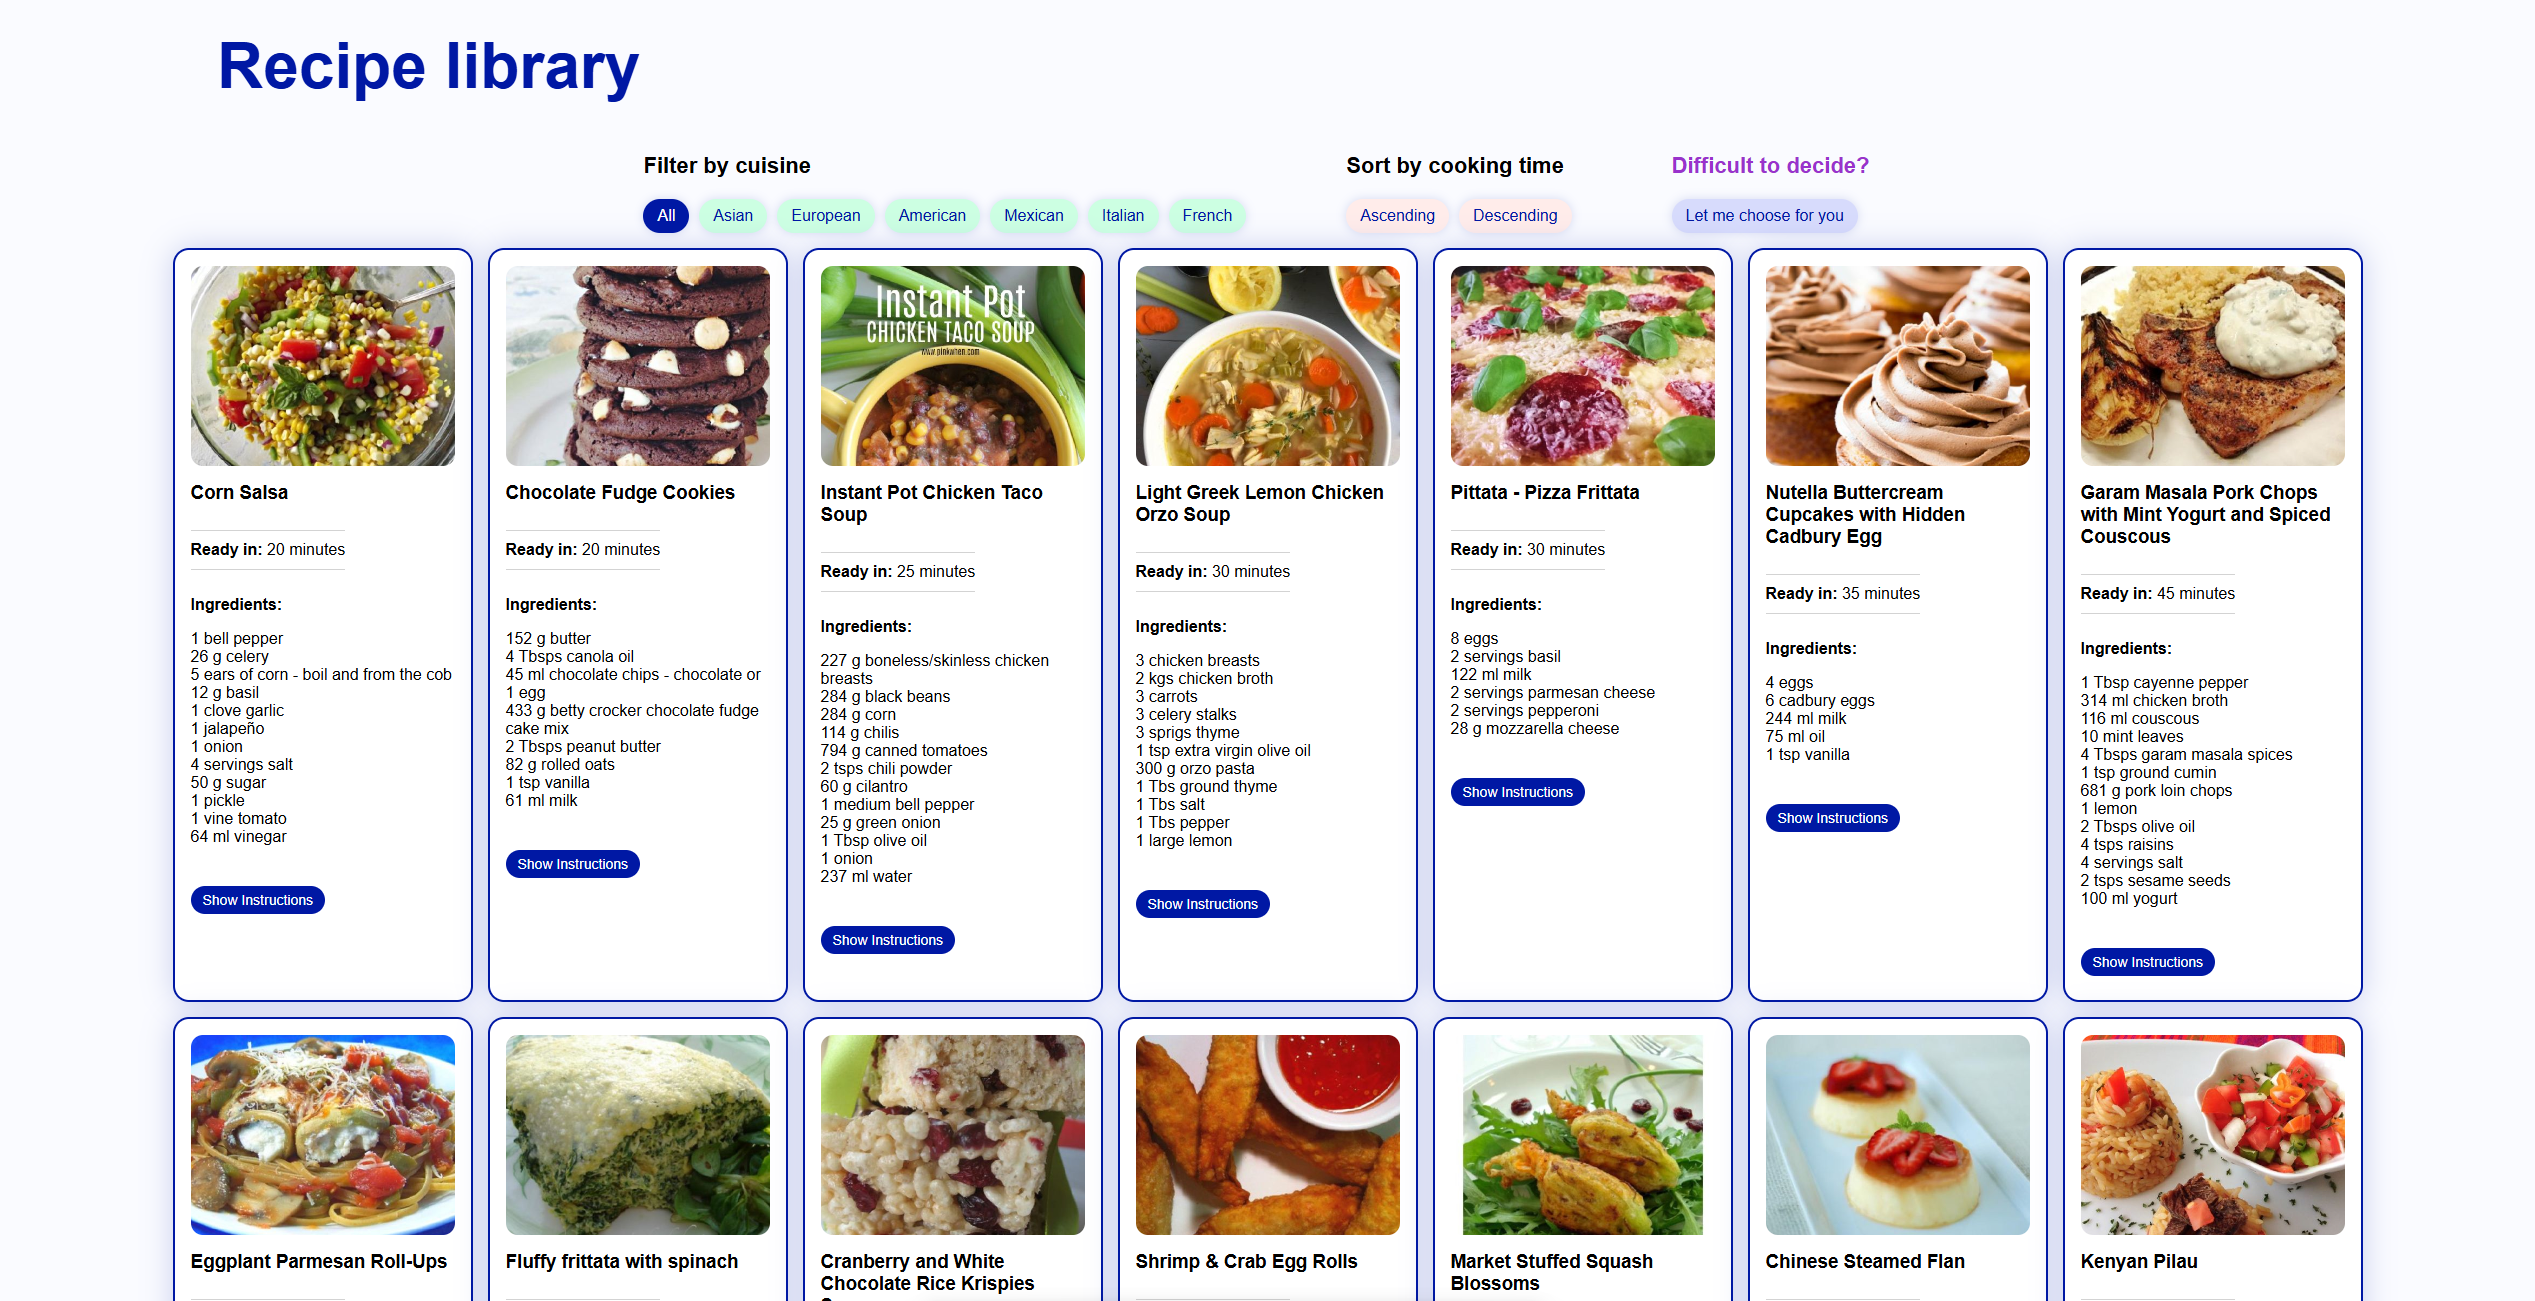 Recipe library
Filter by cuisine
All
Asian
European
American
Mexican
Italian
French
Sort by cooking time
Ascending
Descending
Difficult to decide?
Let me choose for you
Corn Salsa
Ready in: 20 minutes
Ingredients:
1 bell pepper
26 g celery
5 ears of corn - boil and from the cob
12 g basil
1 clove garlic
1 jalapeño
1 onion
4 servings salt
50 g sugar
1 pickle
1 vine tomato
64 ml vinegar
Show Instructions
Chocolate Fudge Cookies
Ready in: 20 minutes
Ingredients:
152 g butter
4 Tbsps canola oil
45 ml chocolate chips - chocolate or
1 egg
433 g betty crocker chocolate fudge
cake mix
2 Tbsps peanut butter
82 g rolled oats
1 tsp vanilla
61 ml milk
Show Instructions
Instant Pot
CHICKEN TACO SOUP
www.pinkwhen.com
Instant Pot Chicken Taco
Soup
Ready in: 25 minutes
Ingredients:
227 g boneless/skinless chicken
breasts
284 g black beans
284 g corn
114 g chilis
794 g canned tomatoes
2 tsps chili powder
60 g cilantro
1 medium bell pepper
25 g green onion
1 Tbsp olive oil
1 onion
237 ml water
Show Instructions
Light Greek Lemon Chicken
Orzo Soup
Ready in: 30 minutes
Ingredients:
3 chicken breasts
2 kgs chicken broth
3 carrots
3 celery stalks
3 sprigs thyme
1 tsp extra virgin olive oil
300 g orzo pasta
1 Tbs ground thyme
1 Tbs salt
1 Tbs pepper
1 large lemon
Show Instructions
Pittata - Pizza Frittata
Ready in: 30 minutes
Ingredients:
8 eggs
2 servings basil
122 ml milk
2 servings parmesan cheese
2 servings pepperoni
28 g mozzarella cheese
Show Instructions
Nutella Buttercream
Cupcakes with Hidden
Cadbury Egg
Ready in: 35 minutes
Ingredients:
4 eggs
6 cadbury eggs
244 ml milk
75 ml oil
1 tsp vanilla
Show Instructions
Garam Masala Pork Chops
with Mint Yogurt and Spiced
Couscous
Ready in: 45 minutes
Ingredients:
1 Tbsp cayenne pepper
314 ml chicken broth
116 ml couscous
10 mint leaves
4 Tbsps garam masala spices
1 tsp ground cumin
681 g pork loin chops
1 lemon
2 Tbsps olive oil
4 tsps raisins
4 servings salt
2 tsps sesame seeds
100 ml yogurt
Show Instructions
Eggplant Parmesan Roll-Ups
Fluffy frittata with spinach
Cranberry and White
Chocolate Rice Krispies
Shrimp & Crab Egg Rolls
Market Stuffed Squash
Blossoms
Chinese Steamed Flan
Kenyan Pilau